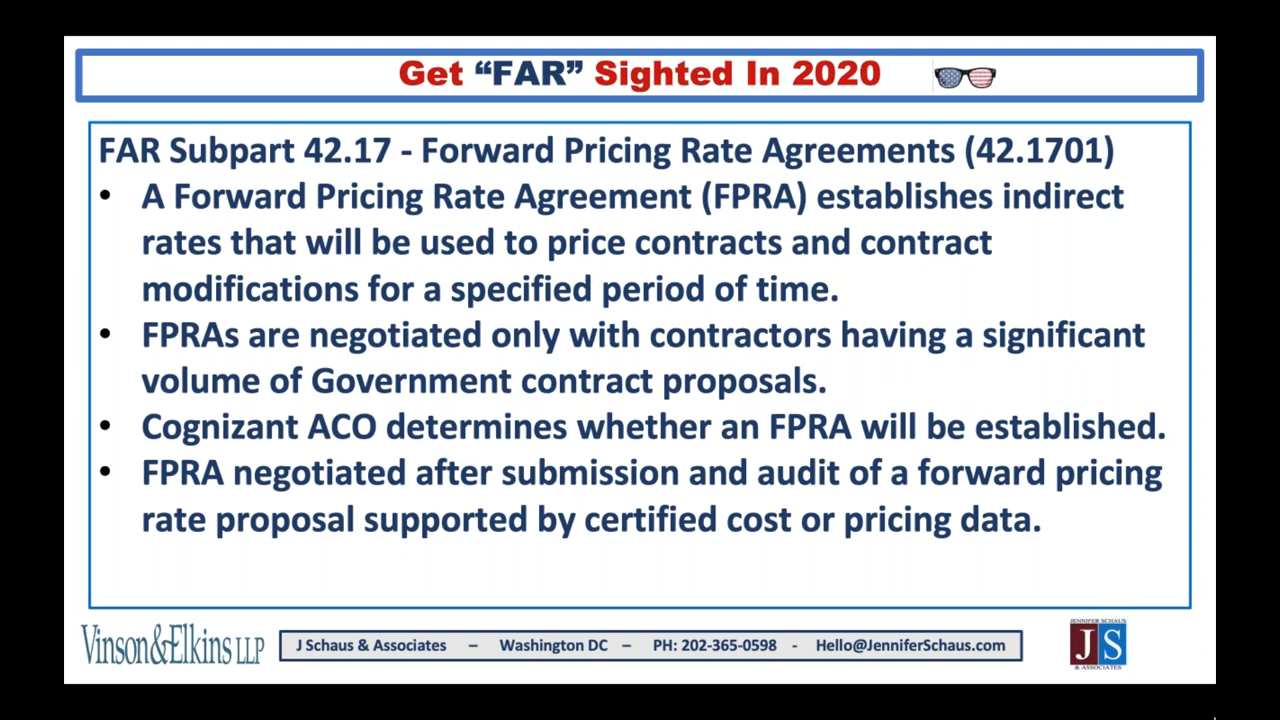 Get “FAR” Sighted In 2020
FAR Subpart 42.17 - Forward Pricing Rate Agreements (42.1701)
• A Forward Pricing Rate Agreement (FPRA) establishes indirect
rates that will be used to price contracts and contract
modifications for a specified period of time.
• FPRAs are negotiated only with contractors having a significant
volume of Government contract proposals.
• Cognizant ACO determines whether an FPRA will be established.
• FPRA negotiated after submission and audit of a forward pricing
rate proposal supported by certified cost or pricing data.
Vinson&Elkins LLP
J Schaus & Associates – Washington DC – PH: 202-365-0598 - Hello@JenniferSchaus.com
JENNIFER SCHAUS
JS
& ASSOCIATES